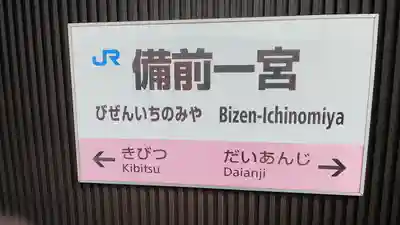 JR 備前一宮
びぜんいちのみや Bizen-Ichinomiya
← きびつ だいあんじ →
Kibitsu Daianji